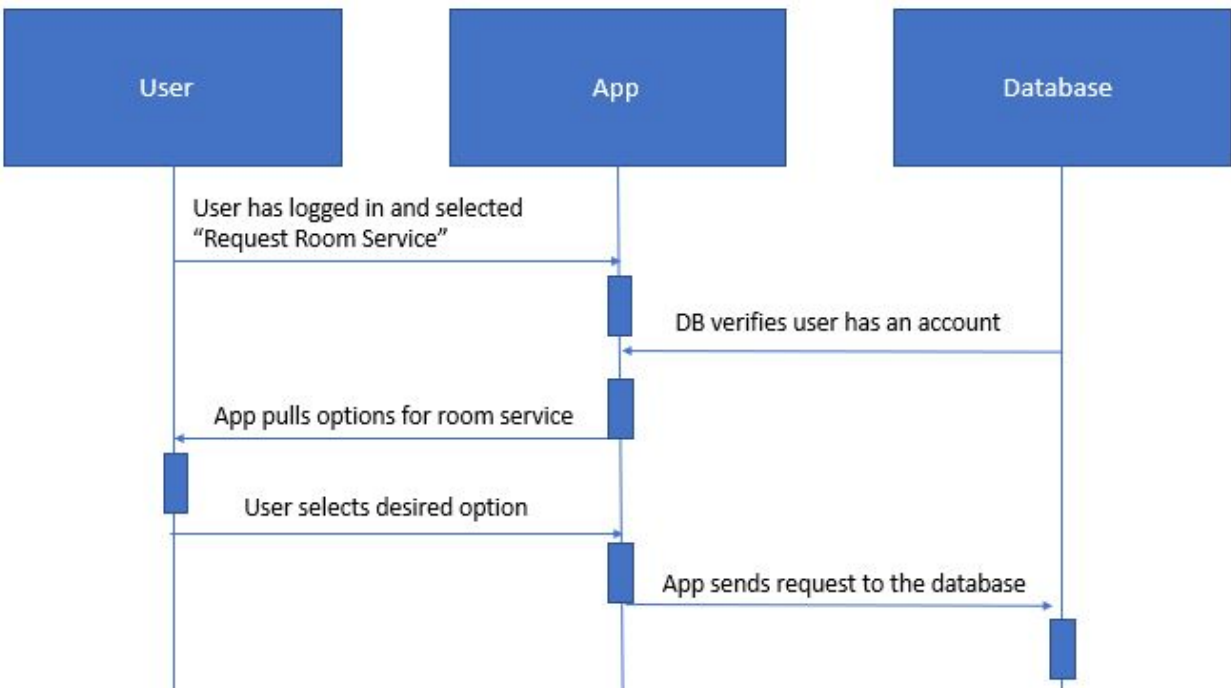 User
App
Database
User has logged in and selected
“Request Room Service”
DB verifies user has an account
App pulls options for room service
User selects desired option
App sends request to the database